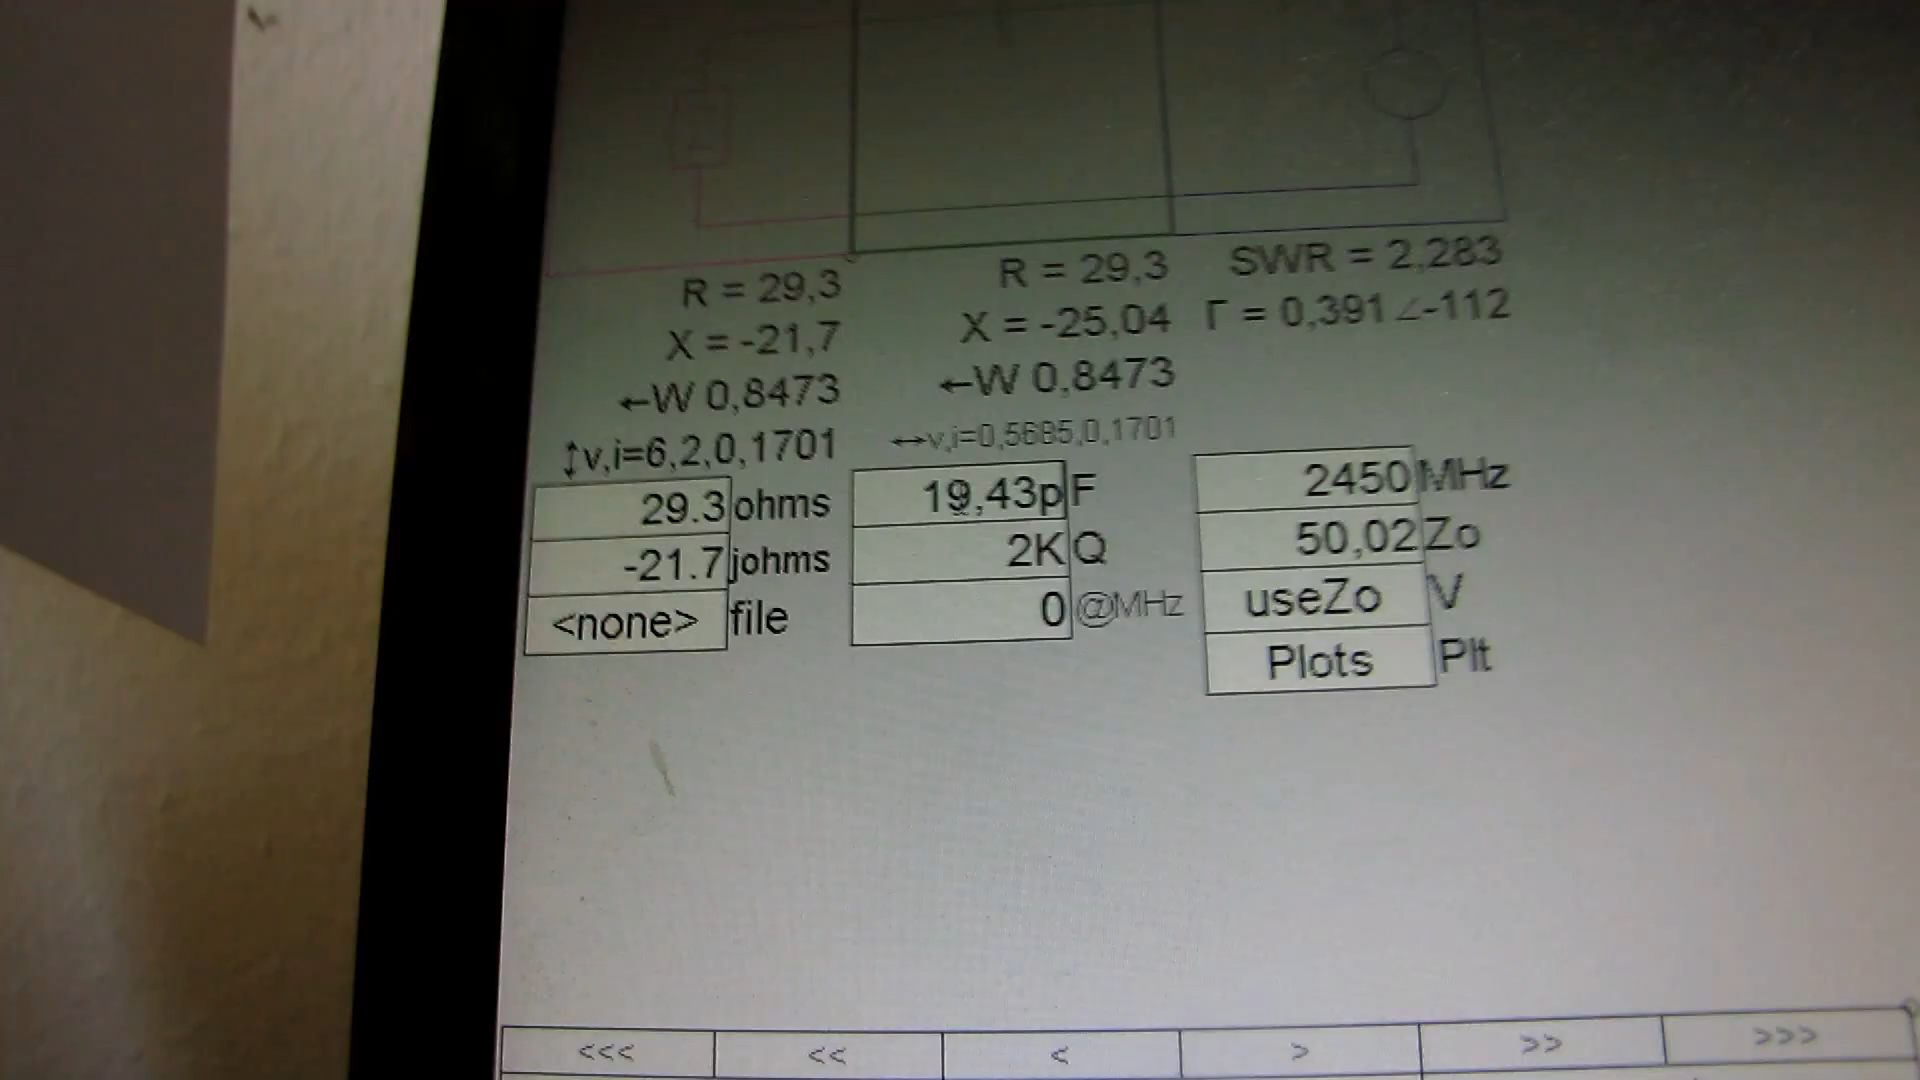 R = 29,3
X = -21,7
←W 0,8473
↕v,i=6,2,0,1701
29.3 ohms
-21.7 johms
<none> file
R = 29,3
X = -25,04
←W 0,8473
↔v,i=0,5685,0,1701
19,43p F
2K Q
0 @MHz
SWR = 2,283
Γ = 0,391∠-112
2450 MHz
50,02 Zo
useZo V
Plots Plt
<<< << < > >> >>>